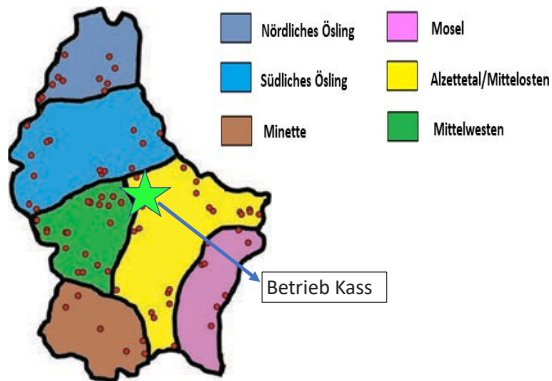 Nördliches Ösling
Mosel
Südliches Ösling
Alzettetal/Mittelosten
Minette
Mittelwesten
Betrieb Kass